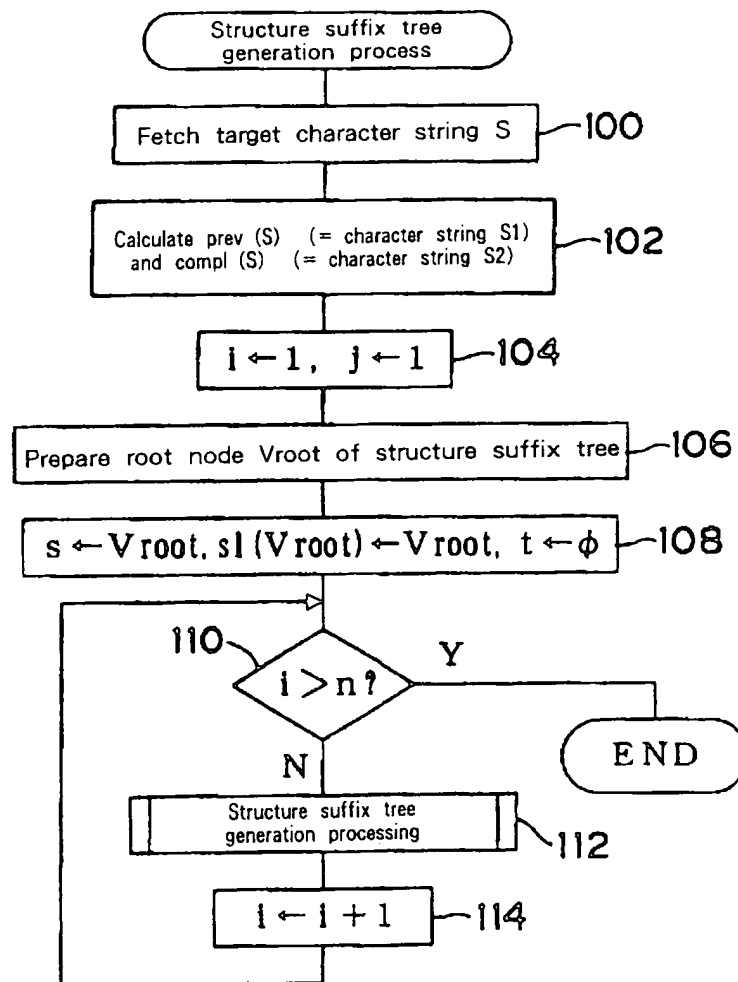 Structure suffix tree
generation process
Fetch target character string S
100
Calculate prev (S) (= character string S1)
and compl (S) (= character string S2)
102
i ← 1, j ← 1
104
Prepare root node Vroot of structure suffix tree
106
s ← Vroot, sl(Vroot) ← Vroot, t ← ϕ
108
110
i > n?
Y
END
N
Structure suffix tree
generation processing
112
i ← i + 1
114